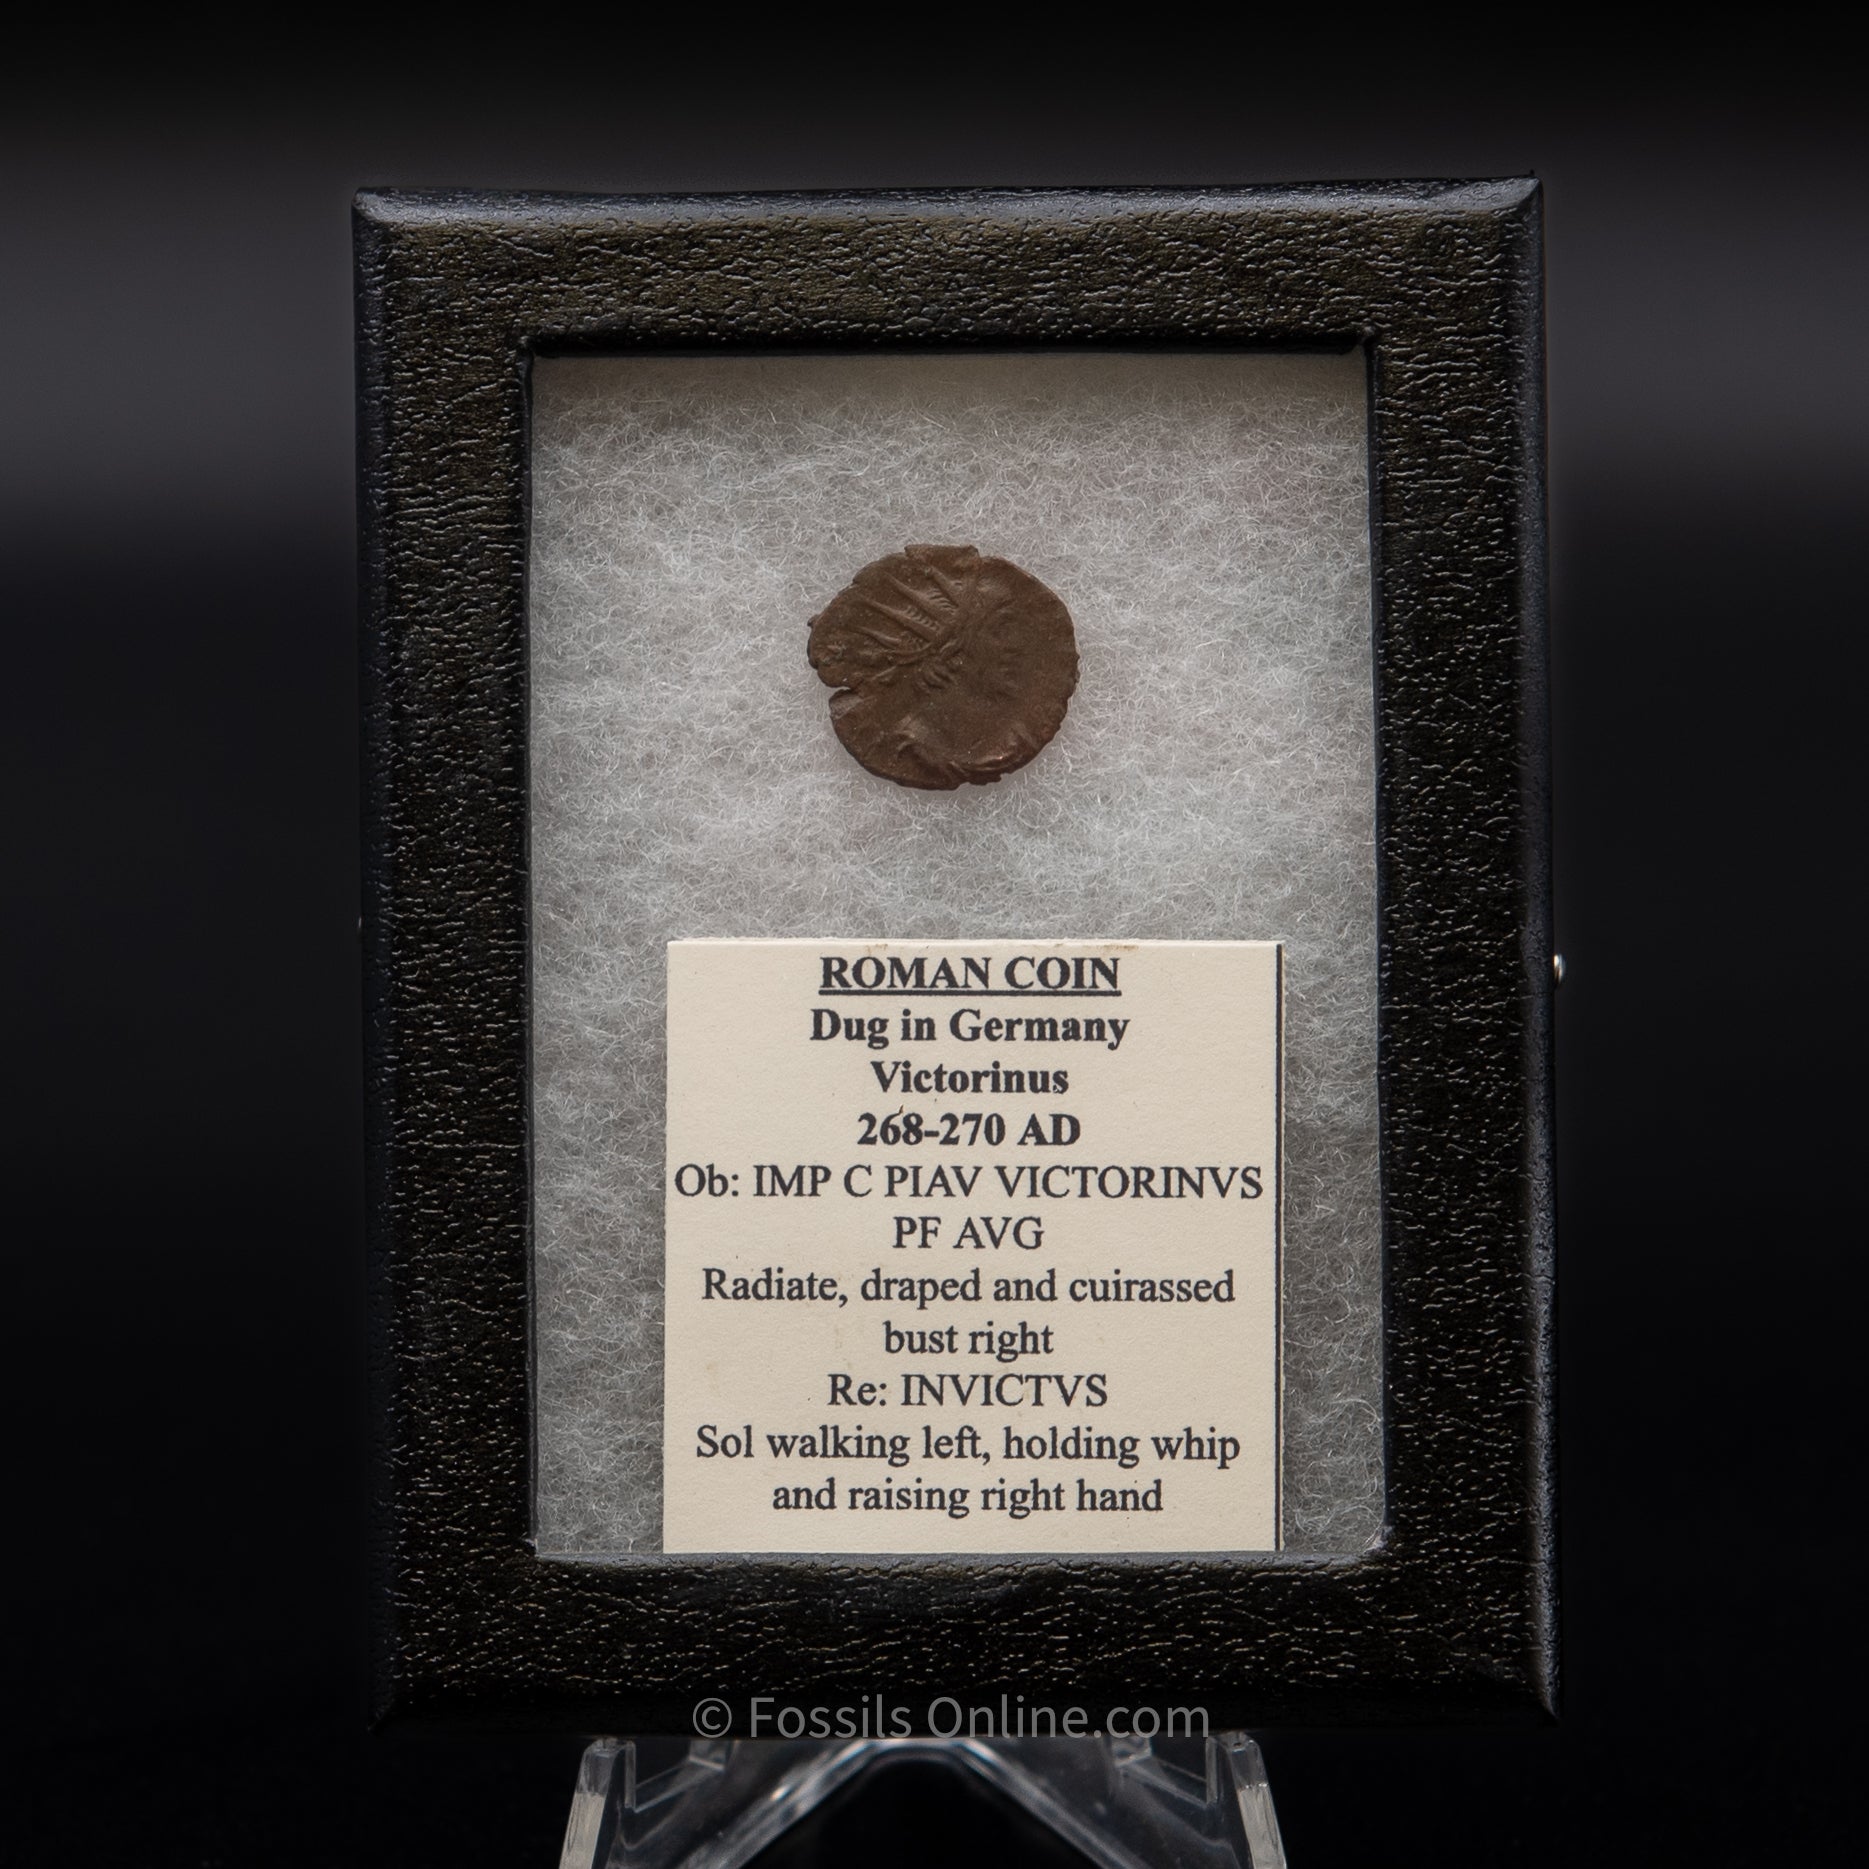 ROMAN COIN
Dug in Germany
Victorinus
268-270 AD
Ob: IMP C PIAV VICTORINVS
PF AVG
Radiate, draped and cuirassed
bust right
Re: INVICTVS
Sol walking left, holding whip
and raising right hand
© Fossils Online.com